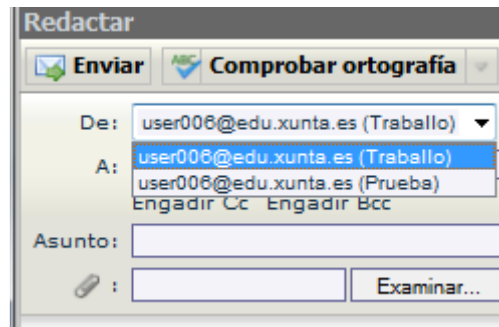 Redactar
Enviar ABC Comprobar ortografía
De: user006@edu.xunta.es (Traballo)
user006@edu.xunta.es (Traballo)
A:
user006@edu.xunta.es (Prueba)
Engadir Cc Engadir Bcc
Asunto:
: Examinar...